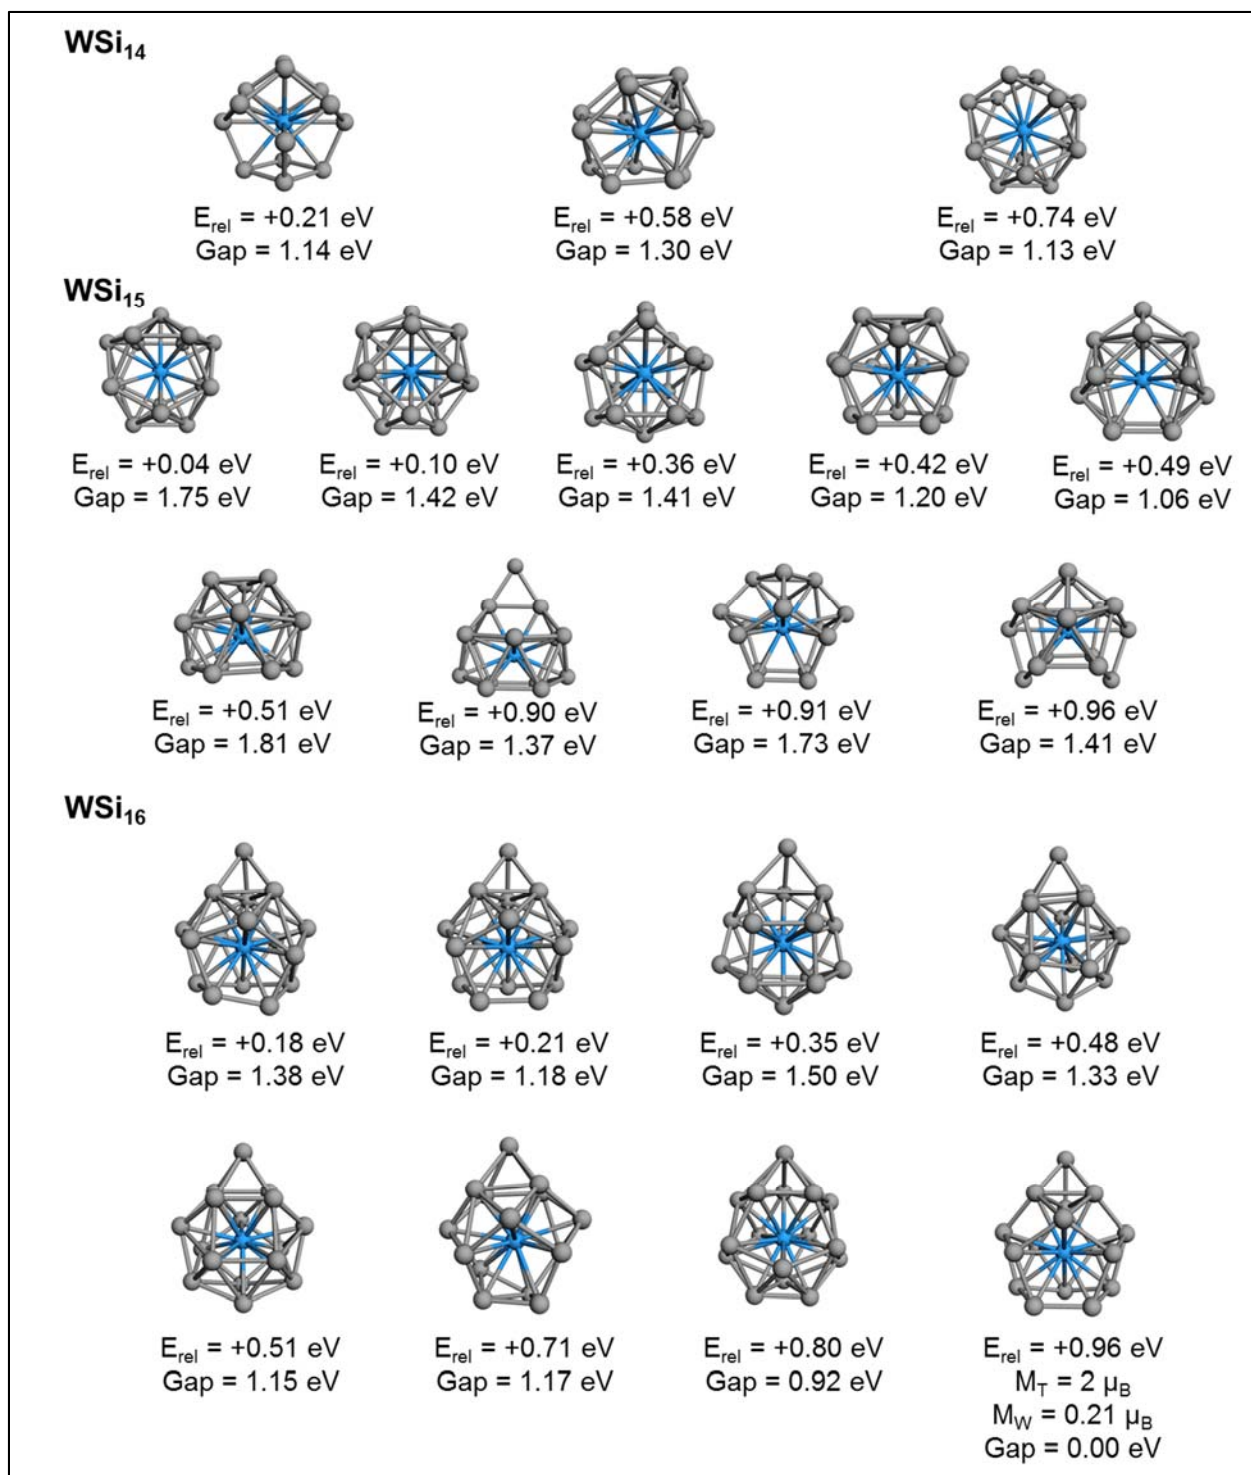 WSi₁₄
E_rel = +0.21 eV
Gap = 1.14 eV
E_rel = +0.58 eV
Gap = 1.30 eV
E_rel = +0.74 eV
Gap = 1.13 eV
WSi₁₅
E_rel = +0.04 eV
Gap = 1.75 eV
E_rel = +0.10 eV
Gap = 1.42 eV
E_rel = +0.36 eV
Gap = 1.41 eV
E_rel = +0.42 eV
Gap = 1.20 eV
E_rel = +0.49 eV
Gap = 1.06 eV
E_rel = +0.51 eV
Gap = 1.81 eV
E_rel = +0.90 eV
Gap = 1.37 eV
E_rel = +0.91 eV
Gap = 1.73 eV
E_rel = +0.96 eV
Gap = 1.41 eV
WSi₁₆
E_rel = +0.18 eV
Gap = 1.38 eV
E_rel = +0.21 eV
Gap = 1.18 eV
E_rel = +0.35 eV
Gap = 1.50 eV
E_rel = +0.48 eV
Gap = 1.33 eV
E_rel = +0.51 eV
Gap = 1.15 eV
E_rel = +0.71 eV
Gap = 1.17 eV
E_rel = +0.80 eV
Gap = 0.92 eV
E_rel = +0.96 eV
M_T = 2 μ_B
M_W = 0.21 μ_B
Gap = 0.00 eV